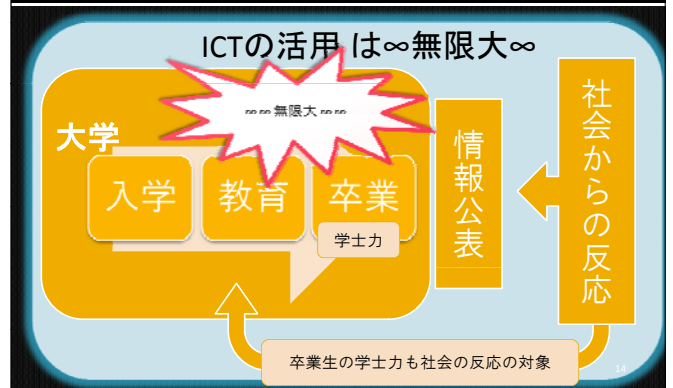 ICTの活用 は∞無限大∞
∞∞無限大∞∞
大学
入学
教育
卒業
学士力
情報公表
社会からの反応
卒業生の学士力も社会の反応の対象
14